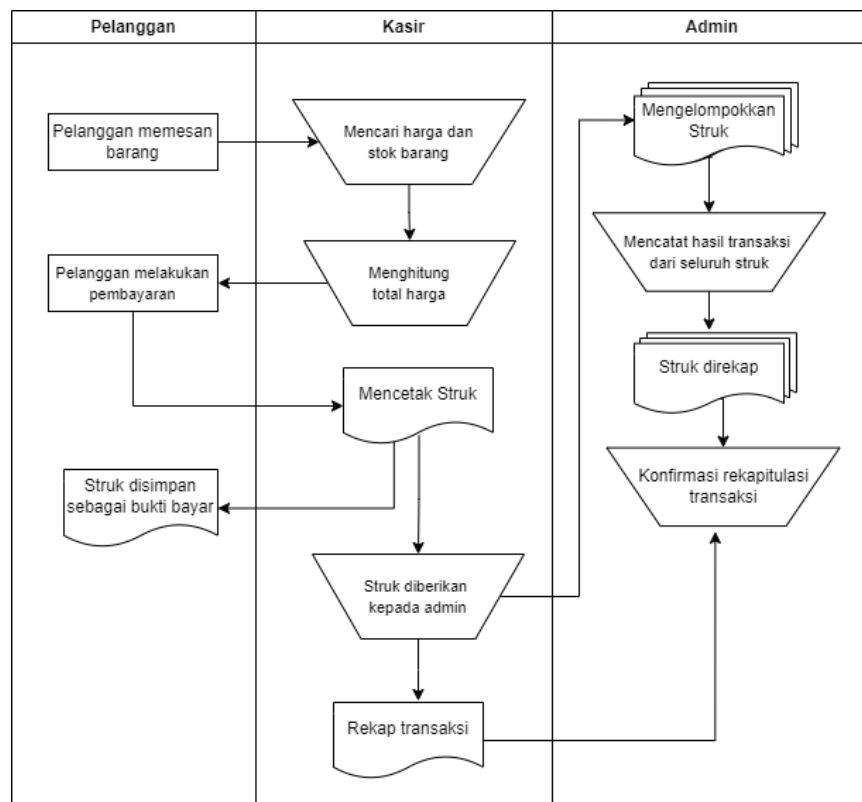 Pelanggan
Kasir
Admin
Pelanggan memesan
barang
Mencari harga dan
stok barang
Menghitung
total harga
Pelanggan melakukan
pembayaran
Mencetak Struk
Struk disimpan
sebagai bukti bayar
Struk diberikan
kepada admin
Rekap transaksi
Mengelompokkan
Struk
Mencatat hasil transaksi
dari seluruh struk
Struk direkap
Konfirmasi rekapitulasi
transaksi